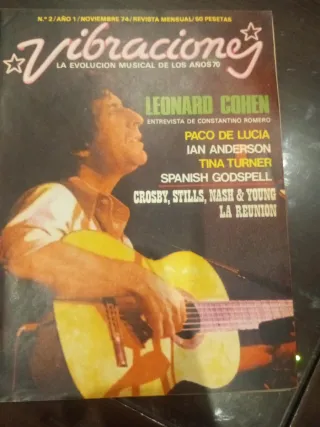 N.º 2/AÑO 1/NOVIEMBRE 74/REVISTA MENSUAL/90 PESETAS
Vibraciones
LA EVOLUCION MUSICAL DE LOS AÑOS 70
LEONARD COHEN
ENTREVISTA DE CONSTANTINO ROMERO
PACO DE LUCIA
IAN ANDERSON
TINA TURNER
SPANISH GODSPELL
CROSBY, STILLS, NASH & YOUNG
LA REUNION